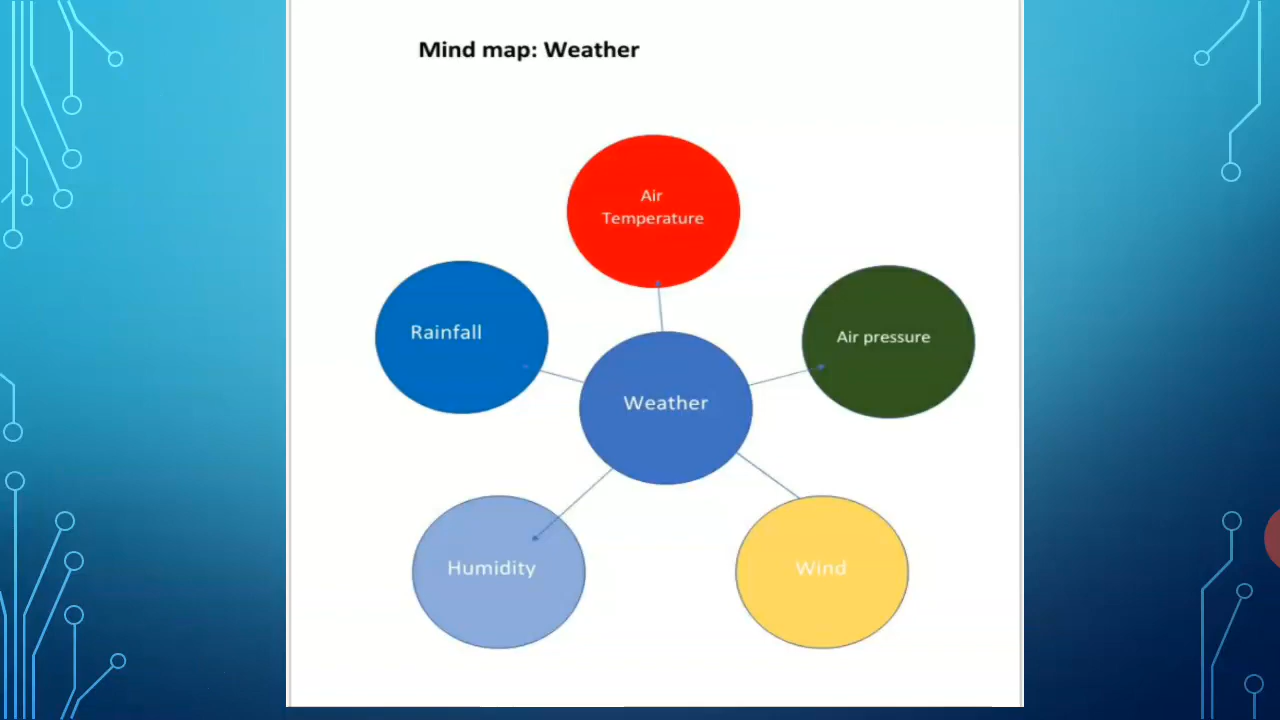 Mind map: Weather
Air
Temperature
Rainfall
Air pressure
Weather
Humidity
Wind